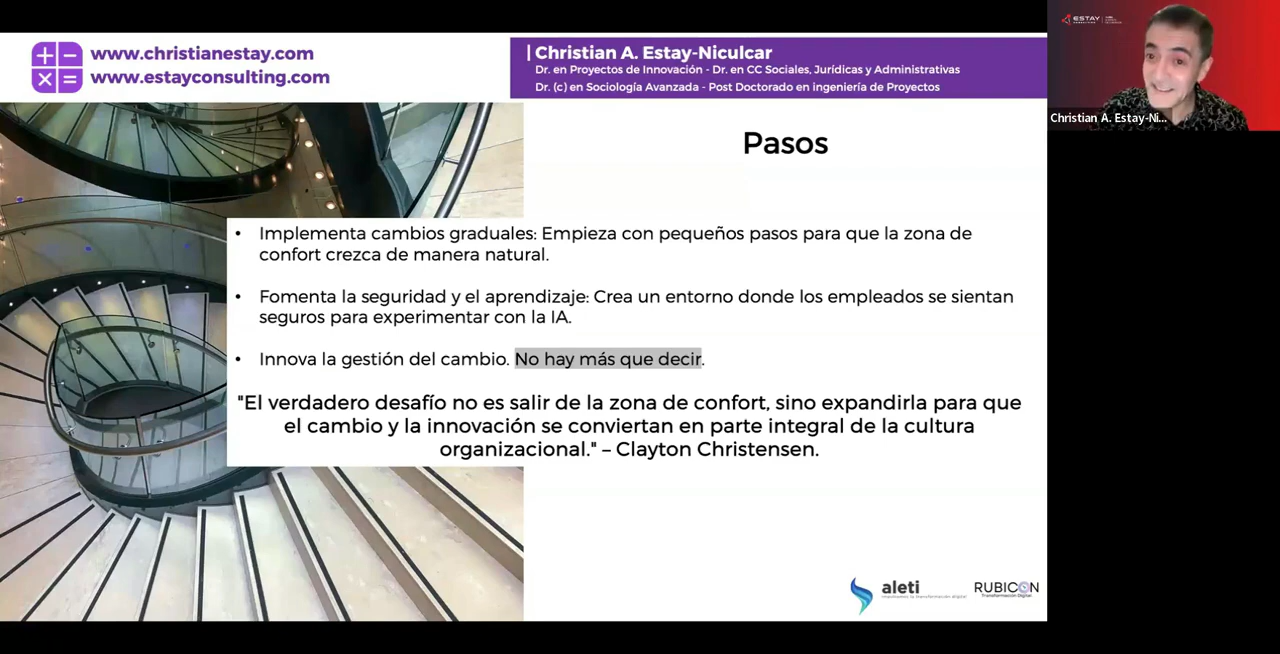 www.christianestay.com
www.estayconsulting.com
| Christian A. Estay-Niculcar
Dr. en Proyectos de Innovación - Dr. en CC Sociales, Jurídicas y Administrativas
Dr. (c) en Sociología Avanzada - Post Doctorado en ingeniería de Proyectos
ESTAY
Christian A. Estay-Ni...
Pasos
• Implementa cambios graduales: Empieza con pequeños pasos para que la zona de
confort crezca de manera natural.
• Fomenta la seguridad y el aprendizaje: Crea un entorno donde los empleados se sientan
seguros para experimentar con la IA.
• Innova la gestión del cambio. No hay más que decir.
"El verdadero desafío no es salir de la zona de confort, sino expandirla para que
el cambio y la innovación se conviertan en parte integral de la cultura
organizacional." – Clayton Christensen.
aleti
RUBICON
Transformación Digital